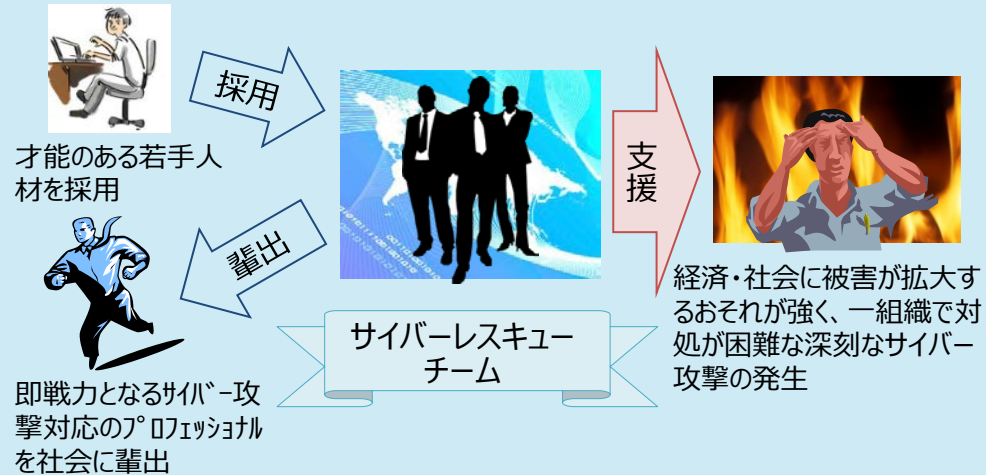 採用
支援
才能のある若手人
材を採用
輩出
経済・社会に被害が拡大す
るおそれが強く、一組織で対
処が困難な深刻なサイバー
攻撃の発生
サイバーレスキュー
チーム
即戦力となるｻｲﾊﾞｰ攻
撃対応のﾌﾟﾛﾌｪｯｼｮﾅﾙ
を社会に輩出